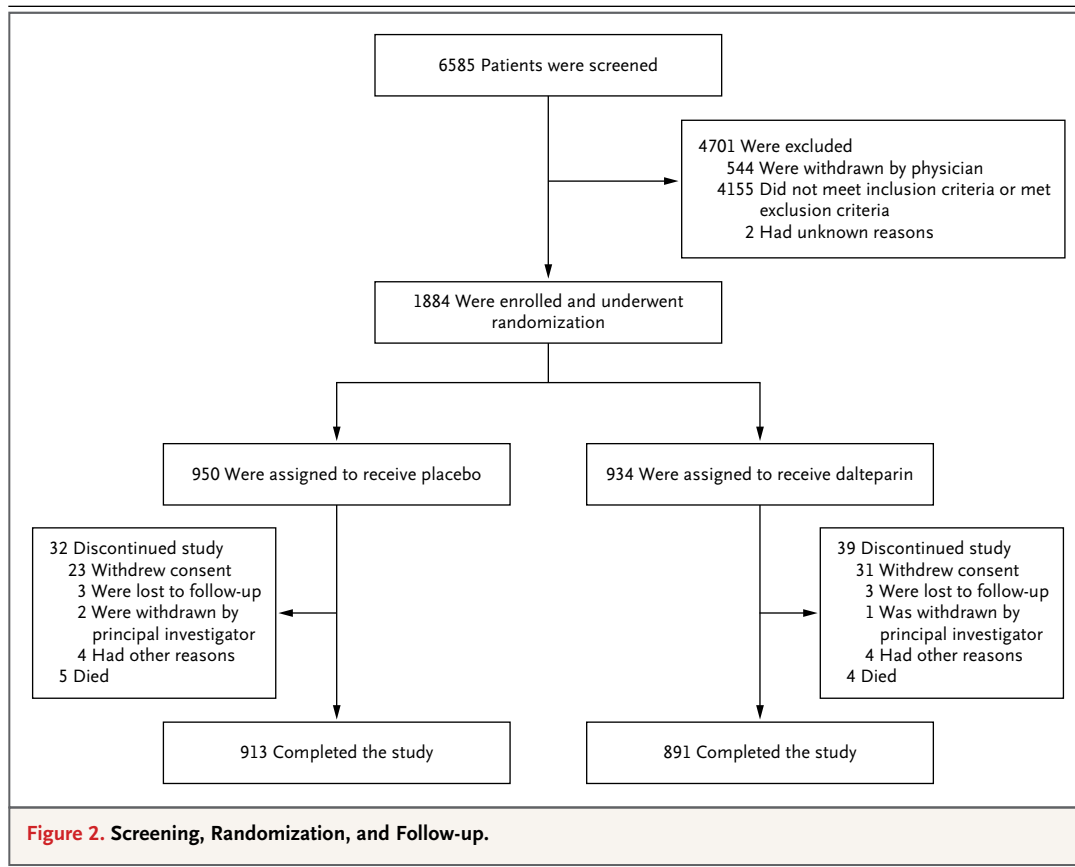 6585 Patients were screened
4701 Were excluded
544 Were withdrawn by physician
4155 Did not meet inclusion criteria or met
exclusion criteria
2 Had unknown reasons
1884 Were enrolled and underwent
randomization
950 Were assigned to receive placebo
934 Were assigned to receive dalteparin
32 Discontinued study
23 Withdrew consent
3 Were lost to follow-up
2 Were withdrawn by
principal investigator
4 Had other reasons
5 Died
39 Discontinued study
31 Withdrew consent
3 Were lost to follow-up
1 Was withdrawn by
principal investigator
4 Had other reasons
4 Died
913 Completed the study
891 Completed the study
Figure 2. Screening, Randomization, and Follow-up.